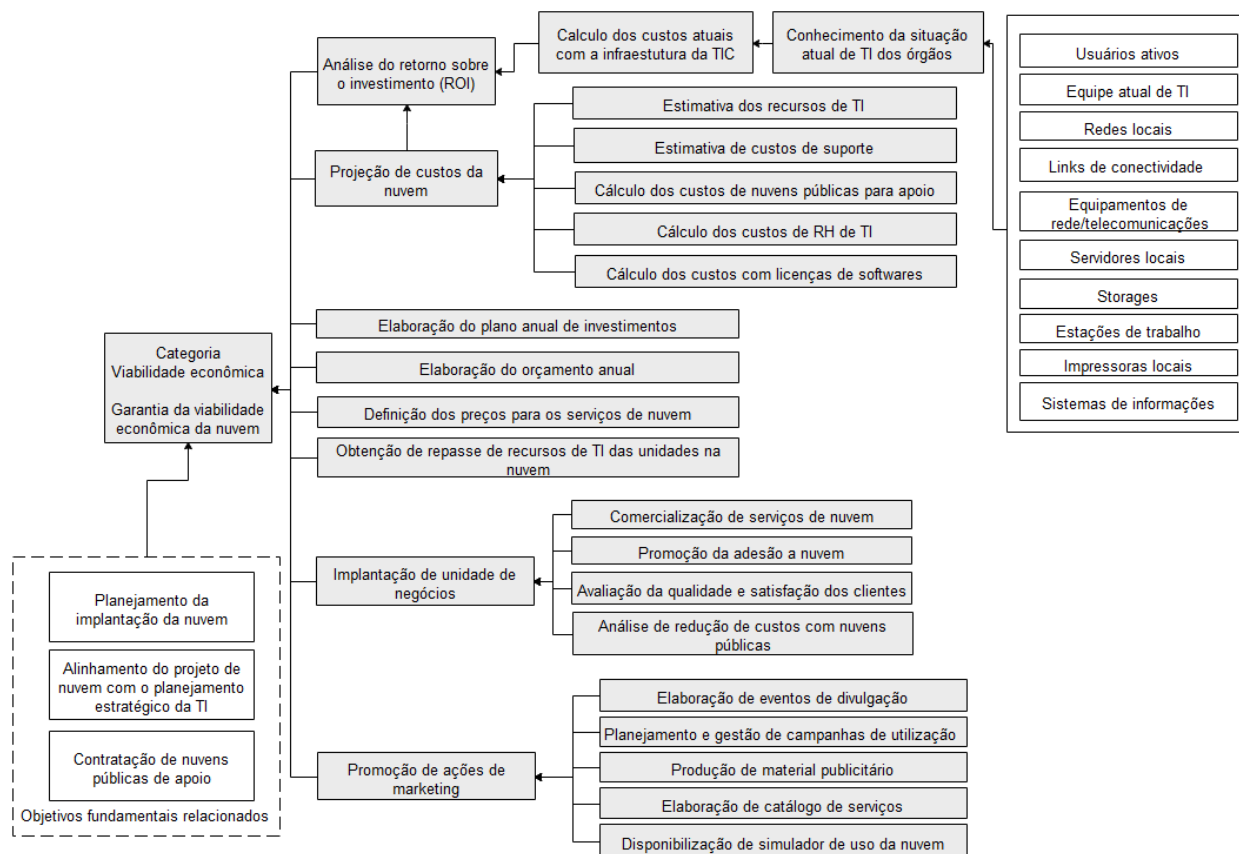 Análise do retorno sobre
o investimento (ROI)
Calculo dos custos atuais
com a infraestutura da TIC
Conhecimento da situação
atual de TI dos órgãos
Usuários ativos
Equipe atual de TI
Redes locais
Links de conectividade
Equipamentos de
rede/telecomunicações
Servidores locais
Storages
Estações de trabalho
Impressoras locais
Sistemas de informações
Projeção de custos da
nuvem
Estimativa dos recursos de TI
Estimativa de custos de suporte
Cálculo dos custos de nuvens públicas para apoio
Cálculo dos custos de RH de TI
Cálculo dos custos com licenças de softwares
Categoria
Viabilidade econômica
Garantia da viabilidade
econômica da nuvem
Elaboração do plano anual de investimentos
Elaboração do orçamento anual
Definição dos preços para os serviços de nuvem
Obtenção de repasse de recursos de TI das unidades na
nuvem
Implantação de unidade de
negócios
Comercialização de serviços de nuvem
Promoção da adesão a nuvem
Avaliação da qualidade e satisfação dos clientes
Análise de redução de custos com nuvens
públicas
Promoção de ações de
marketing
Elaboração de eventos de divulgação
Planejamento e gestão de campanhas de utilização
Produção de material publicitário
Elaboração de catálogo de serviços
Disponibilização de simulador de uso da nuvem
Planejamento da
implantação da nuvem
Alinhamento do projeto de
nuvem com o planejamento
estratégico da TI
Contratação de nuvens
públicas de apoio
Objetivos fundamentais relacionados